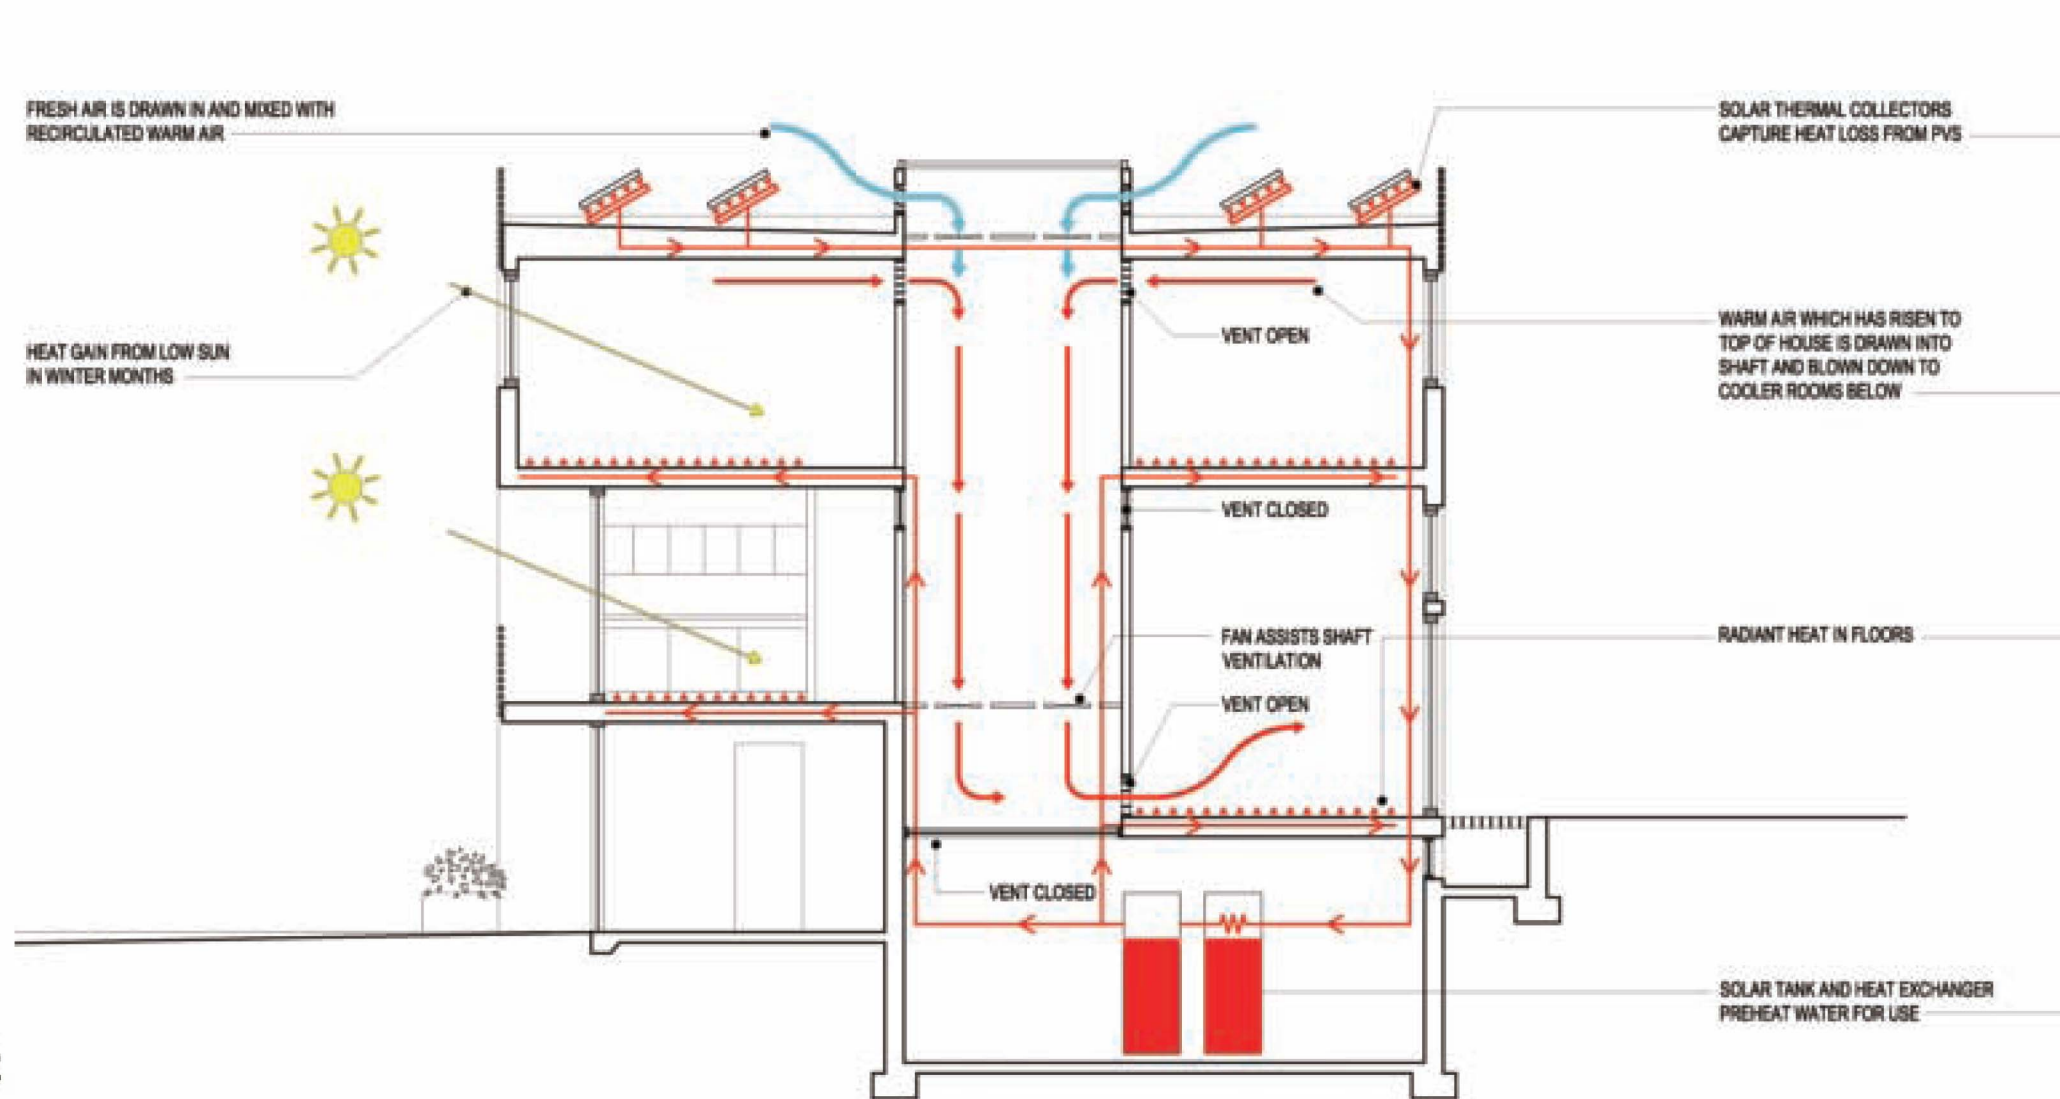 FRESH AIR IS DRAWN IN AND MIXED WITH
RECIRCULATED WARM AIR
SOLAR THERMAL COLLECTORS
CAPTURE HEAT LOSS FROM PVS
HEAT GAIN FROM LOW SUN
IN WINTER MONTHS
VENT OPEN
WARM AIR WHICH HAS RISEN TO
TOP OF HOUSE IS DRAWN INTO
SHAFT AND BLOWN DOWN TO
COOLER ROOMS BELOW
VENT CLOSED
FAN ASSISTS SHAFT
VENTILATION
RADIANT HEAT IN FLOORS
VENT OPEN
VENT CLOSED
SOLAR TANK AND HEAT EXCHANGER
PREHEAT WATER FOR USE